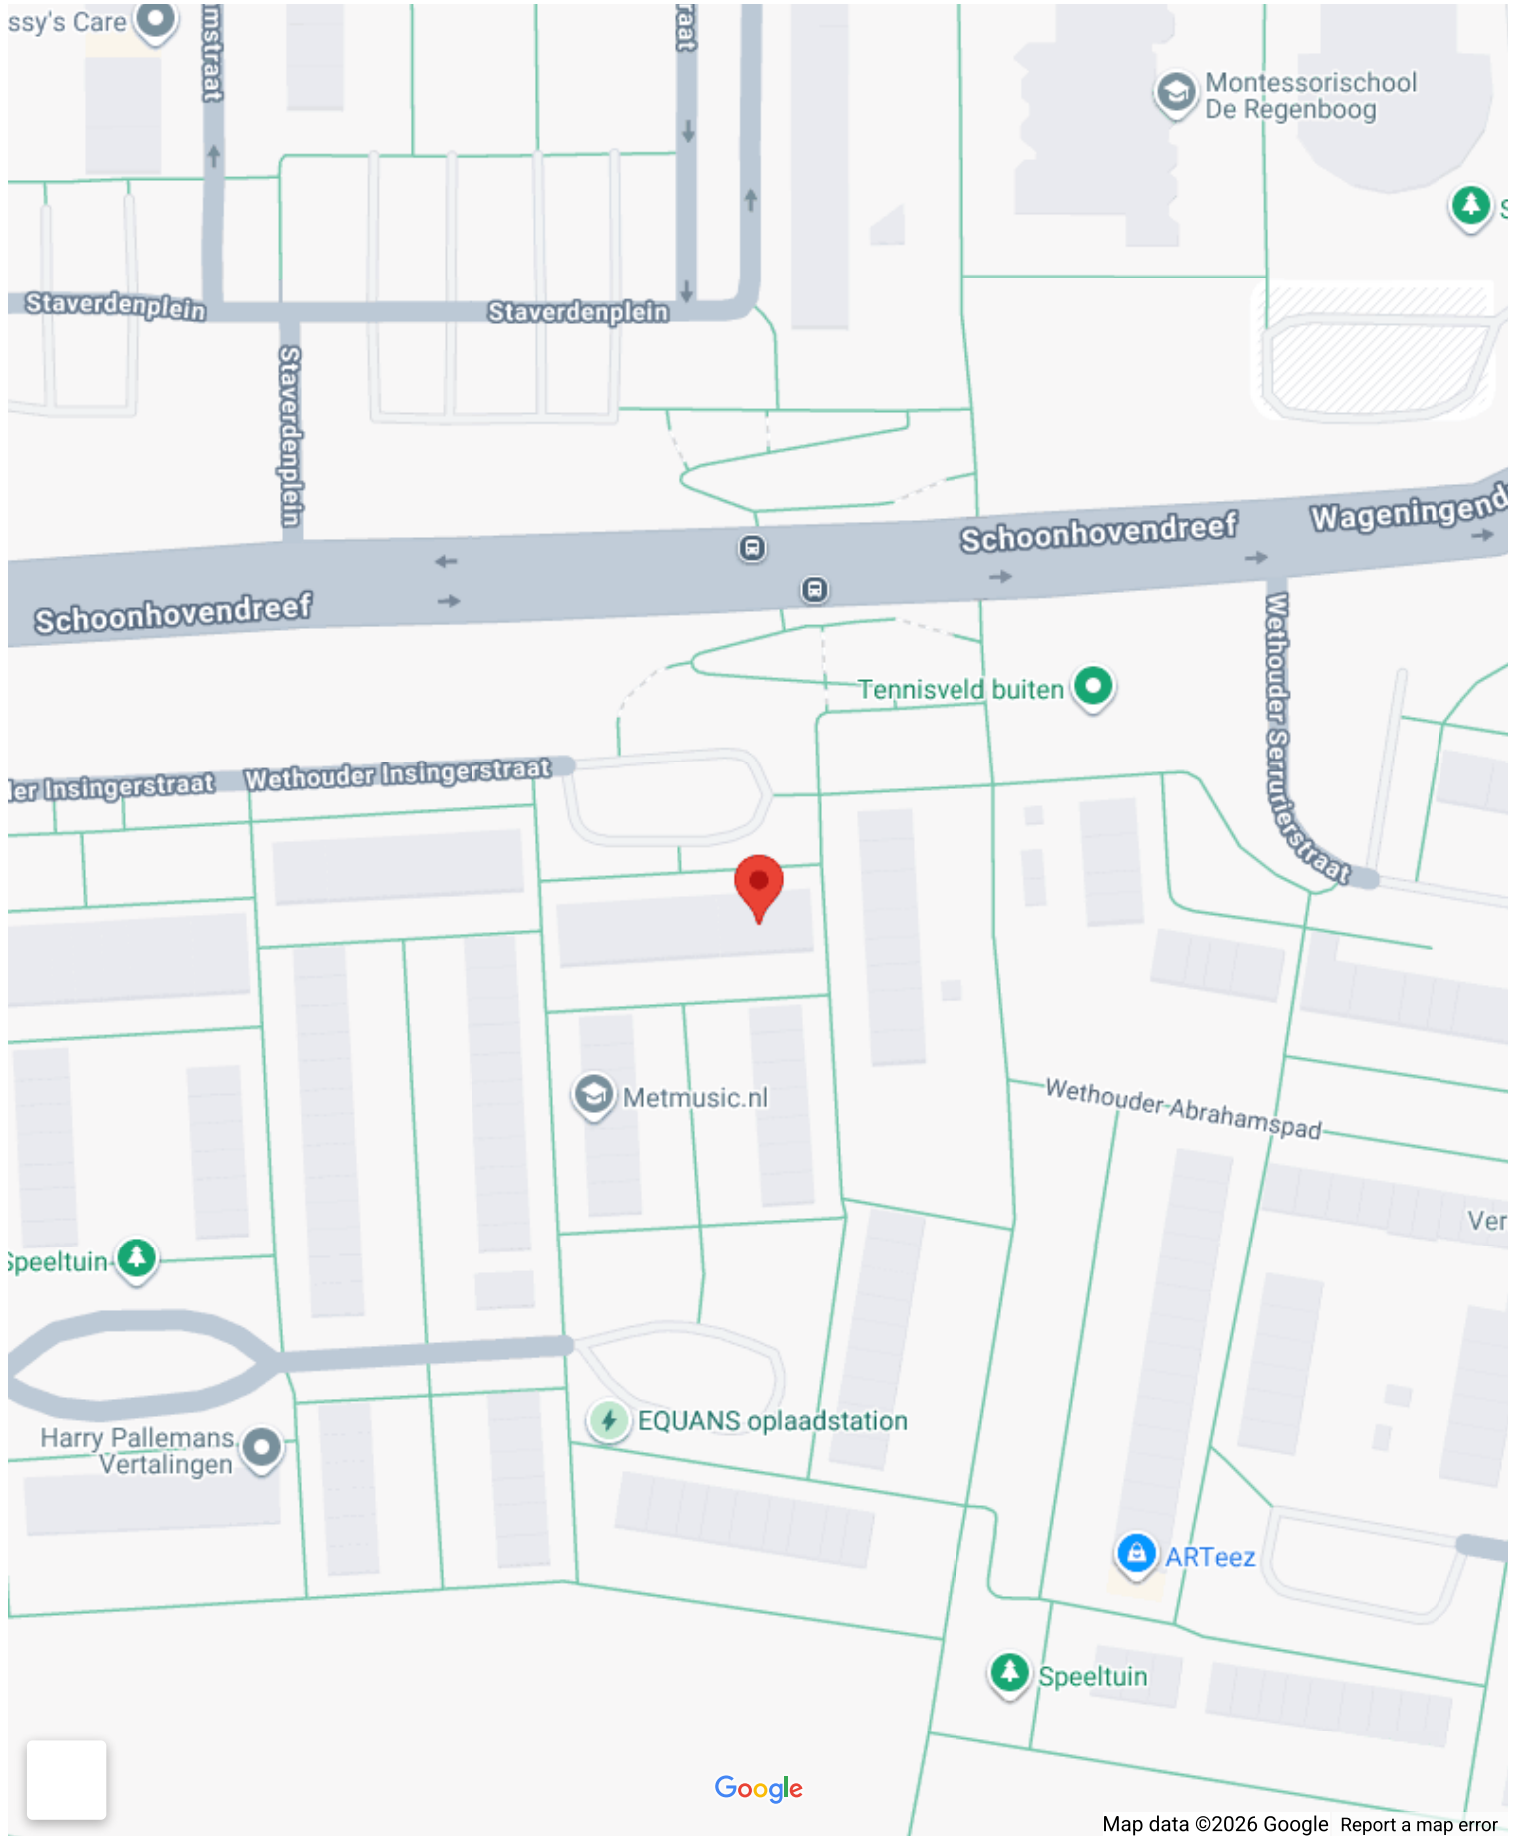 ssy's Care
mstraat
raat
Montessorischool
De Regenboog
S
Staverdenplein
Staverdenplein
Staverdenplein
Schoonhovendreef
Wageningend
Schoonhovendreef
Wethouder Serrurierstraat
Tennisveld buiten
der Insingerstraat
Wethouder Insingerstraat
Metmusic.nl
Wethouder Abrahamspad
Ver
Speeltuin
EQUANS oplaadstation
Harry Pallemans
Vertalingen
ARTeez
Speeltuin
Google
Map data ©2026 Google
Report a map error